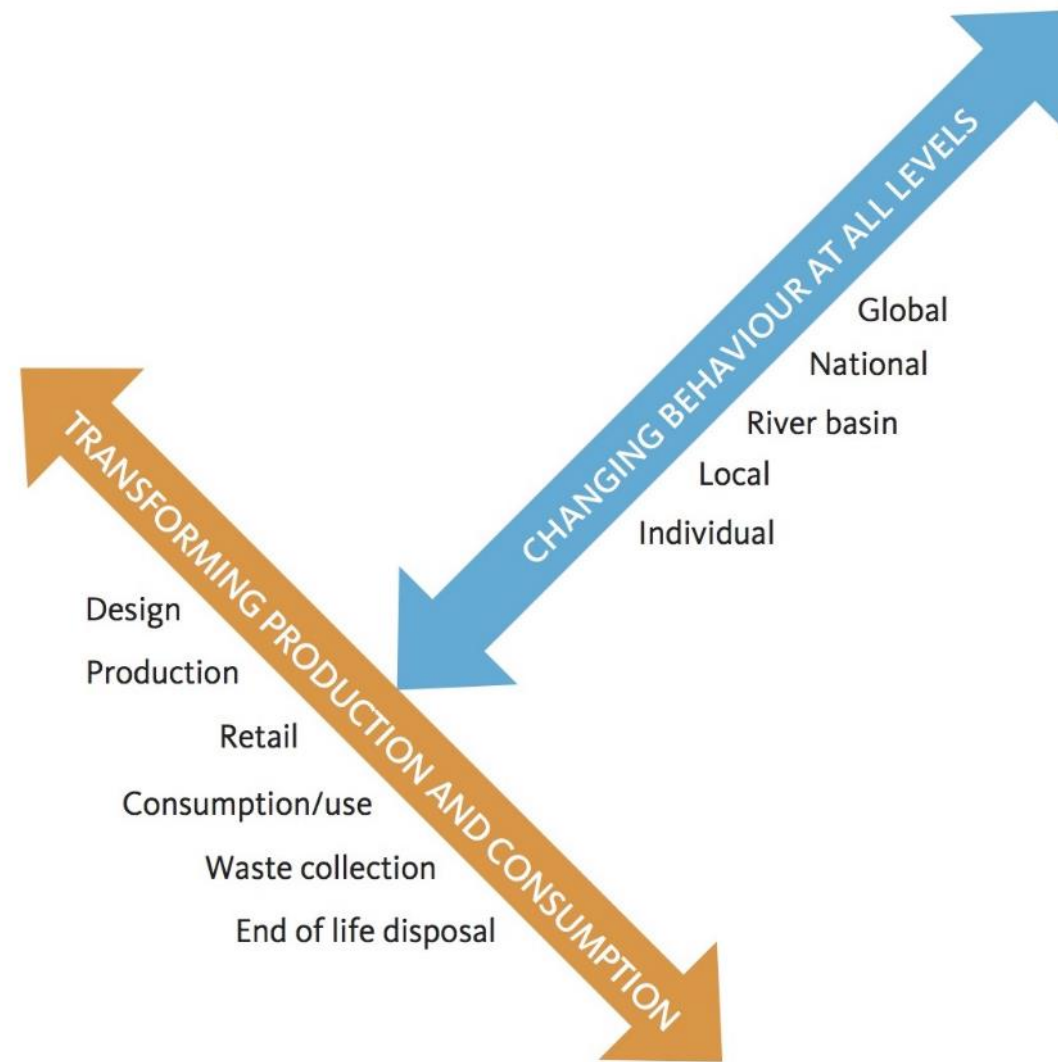 CHANGING BEHAVIOUR AT ALL LEVELS
Global
National
River basin
Local
Individual
TRANSFORMING PRODUCTION AND CONSUMPTION
Design
Production
Retail
Consumption/use
Waste collection
End of life disposal